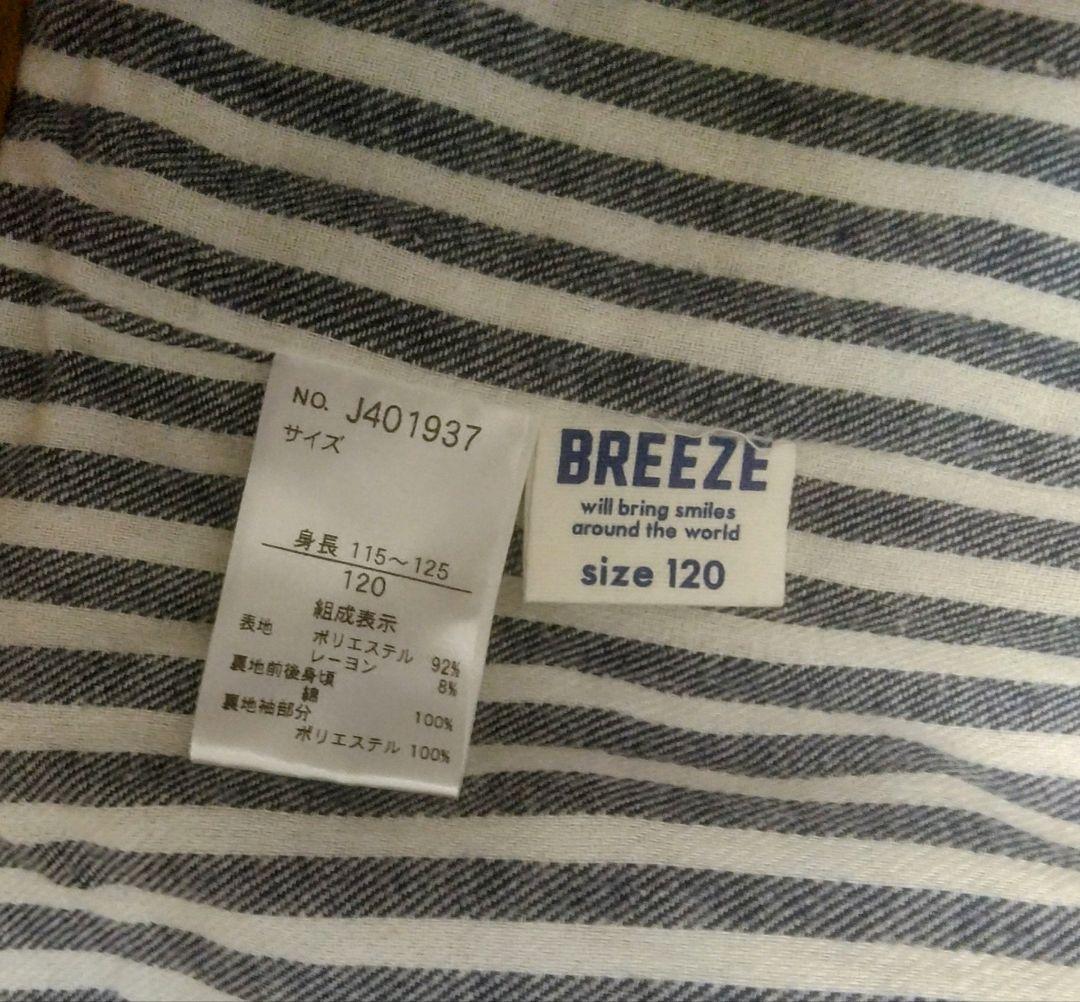 NO. J401937
サイズ
身長 115～125
120
組成表示
表地
ポリエステル 92%
レーヨン 8%
裏地前後身頃
綿 100%
裏地袖部分
ポリエステル 100%
BREEZE
will bring smiles
around the world
size 120